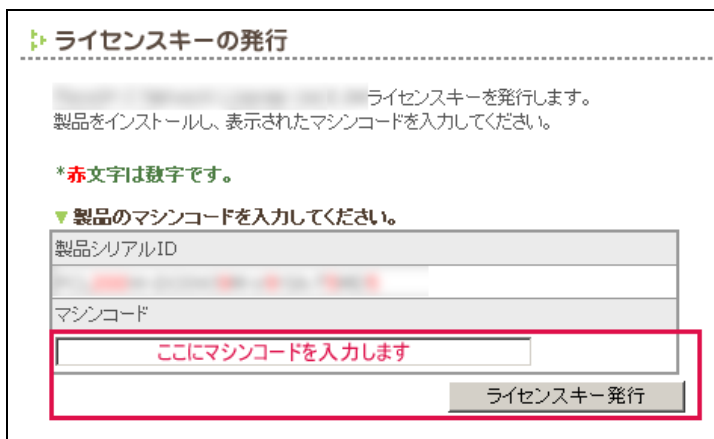 ライセンスキーの発行
ライセンスキーを発行します。
製品をインストールし、表示されたマシンコードを入力してください。
*赤文字は数字です。
▼製品のマシンコードを入力してください。
製品シリアルID
マシンコード
ここにマシンコードを入力します
ライセンスキー発行